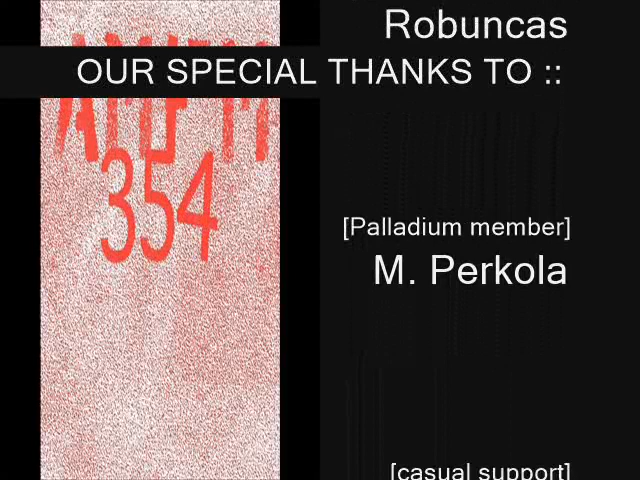 Robuncas
OUR SPECIAL THANKS TO ::
354
[Palladium member]
M. Perkola
[casual support]